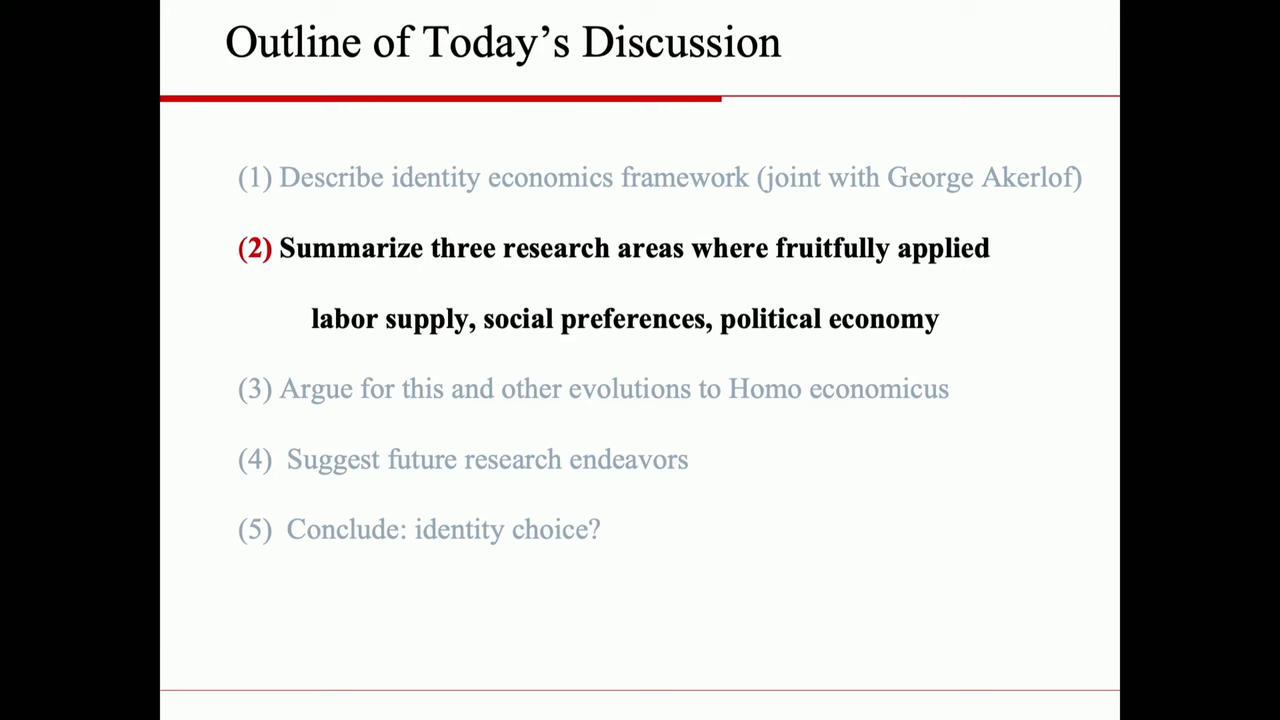 Outline of Today’s Discussion
(1) Describe identity economics framework (joint with George Akerlof)
(2) Summarize three research areas where fruitfully applied
labor supply, social preferences, political economy
(3) Argue for this and other evolutions to Homo economicus
(4) Suggest future research endeavors
(5) Conclude: identity choice?